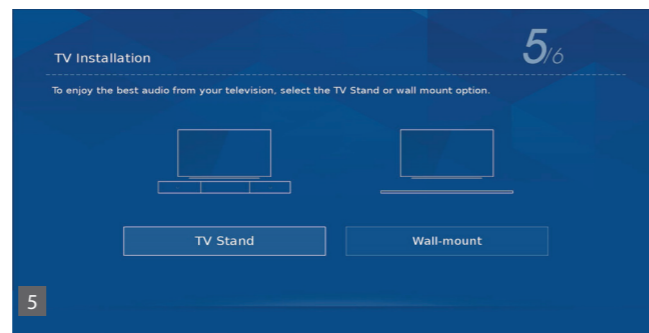 TV Installation
5/6
To enjoy the best audio from your television, select the TV Stand or wall mount option.
TV Stand
Wall-mount
5